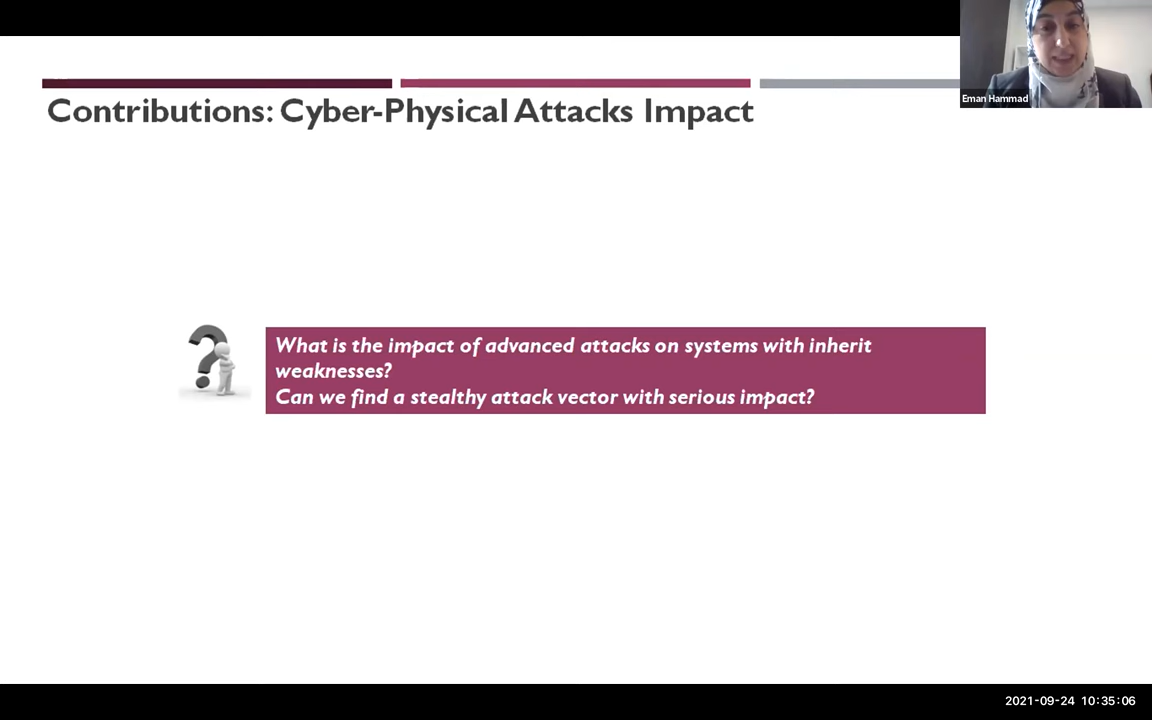 Contributions: Cyber-Physical Attacks Impact
Eman Hammad
What is the impact of advanced attacks on systems with inherit
weaknesses?
Can we find a stealthy attack vector with serious impact?
2021-09-24 10:35:06